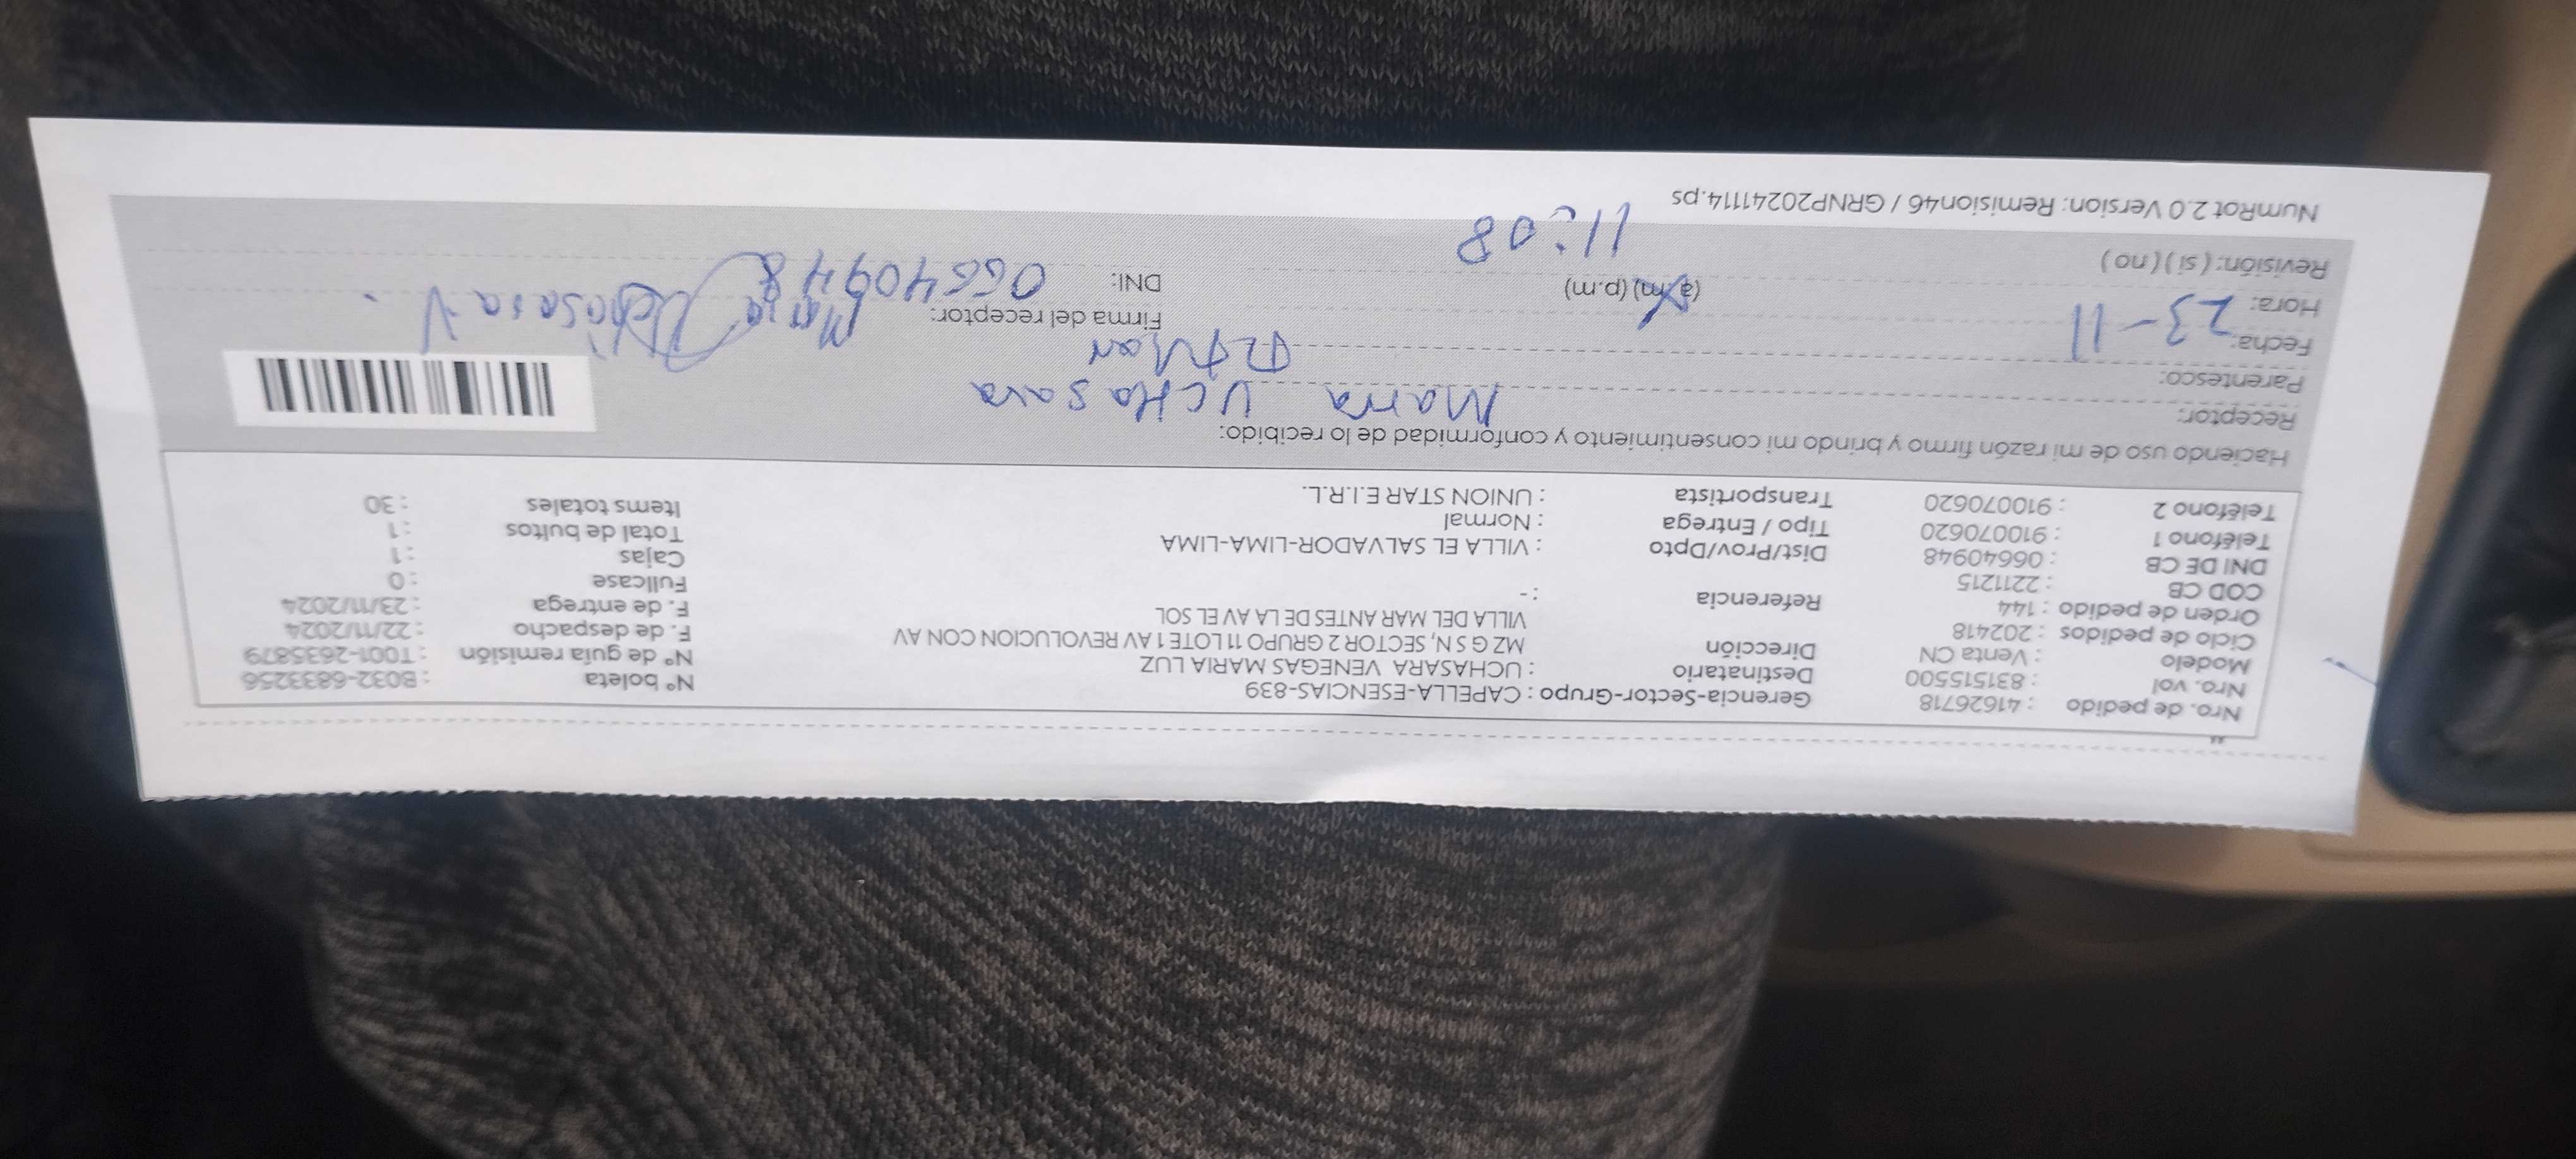 Nro. de pedido : 41626718 Gerencia-Sector-Grupo : CAPELLA-ESENCIAS-839 N° boleta : B032-6833256
Nro. vol : 831515500 Destinatario : UCHASARA VENEGAS MARIA LUZ N° de guía remisión : T001-2635879
Modelo : Venta CN Dirección MZ G S N, SECTOR 2 GRUPO 11 LOTE 1 AV REVOLUCION CON AV F. de despacho : 22/11/2024
Ciclo de pedidos : 202418 VILLA DEL MAR ANTES DE LA AV EL SOL F. de entrega : 23/11/2024
Orden de pedido : 144 Referencia : - Fullcase : 0
COD CB : 2211215 Cajas : 1
DNI DE CB : 06640948 Dist/Prov/Dpto : VILLA EL SALVADOR-LIMA-LIMA Total de bultos : 1
Teléfono 1 : 910070620 Tipo / Entrega : Normal Items totales : 30
Teléfono 2 : 910070620 Transportista : UNION STAR E.I.R.L.
Haciendo uso de mi razón firmo y brindo mi consentimiento y conformidad de lo recibido:
Receptor: Maria UcHasara
Parentesco:
Fecha: 23-11 Firma del receptor: Maria Uchasara V.
Hora: (a.m) (p.m) DNI: 06640948
Revisión: ( si ) ( no ) 11:08
NumRot 2.0 Version: Remision46 / GRNP20241114.ps